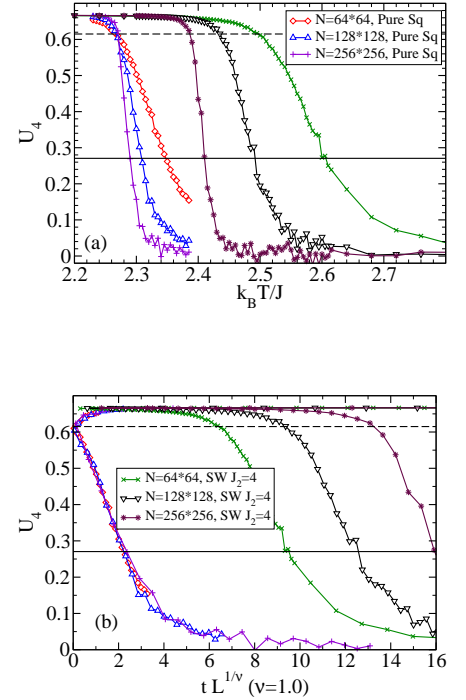 N=64*64, Pure Sq
N=128*128, Pure Sq
N=256*256, Pure Sq
0.6
0.5
0.4
0.3
0.2
0.1
0
U4
(a)
2.2 2.3 2.4 2.5 2.6 2.7
kBT/J
0.6
0.5
0.4
0.3
0.2
0.1
0
U4
N=64*64, SW J2=4
N=128*128, SW J2=4
N=256*256, SW J2=4
(b)
0 2 4 6 8 10 12 14 16
t L^1/ν (ν=1.0)